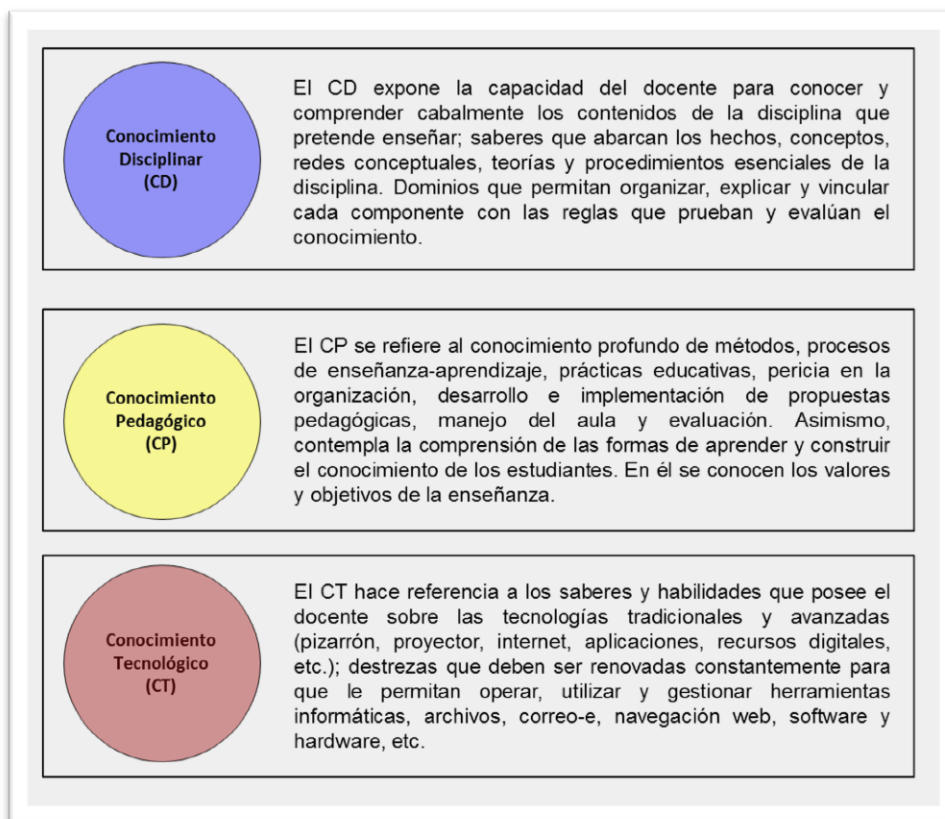 Conocimiento
Disciplinar
(CD)
El CD expone la capacidad del docente para conocer y
comprender cabalmente los contenidos de la disciplina que
pretende enseñar; saberes que abarcan los hechos, conceptos,
redes conceptuales, teorías y procedimientos esenciales de la
disciplina. Dominios que permitan organizar, explicar y vincular
cada componente con las reglas que prueban y evalúan el
conocimiento.
Conocimiento
Pedagógico
(CP)
El CP se refiere al conocimiento profundo de métodos, procesos
de enseñanza-aprendizaje, prácticas educativas, pericia en la
organización, desarrollo e implementación de propuestas
pedagógicas, manejo del aula y evaluación. Asimismo,
contempla la comprensión de las formas de aprender y construir
el conocimiento de los estudiantes. En él se conocen los valores
y objetivos de la enseñanza.
Conocimiento
Tecnológico
(CT)
El CT hace referencia a los saberes y habilidades que posee el
docente sobre las tecnologías tradicionales y avanzadas
(pizarrón, proyector, internet, aplicaciones, recursos digitales,
etc.); destrezas que deben ser renovadas constantemente para
que le permitan operar, utilizar y gestionar herramientas
informáticas, archivos, correo-e, navegación web, software y
hardware, etc.